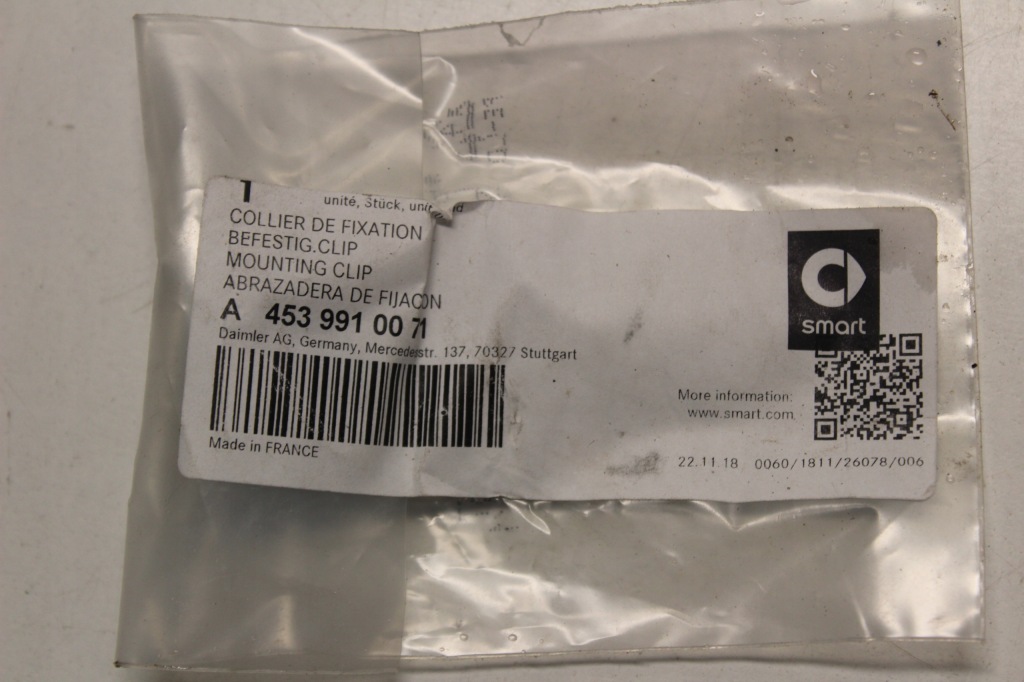 1 unité, Stück,
COLLIER DE FIXATION
BEFESTIG.CLIP
MOUNTING CLIP
ABRAZADERA DE FIJACON
A 453 991 00 71
Daimler AG, Germany, Mercedesstr. 137, 70327 Stuttgart
Made in FRANCE
smart
More information:
www.smart.com
22.11.18 0060/1811/26078/006